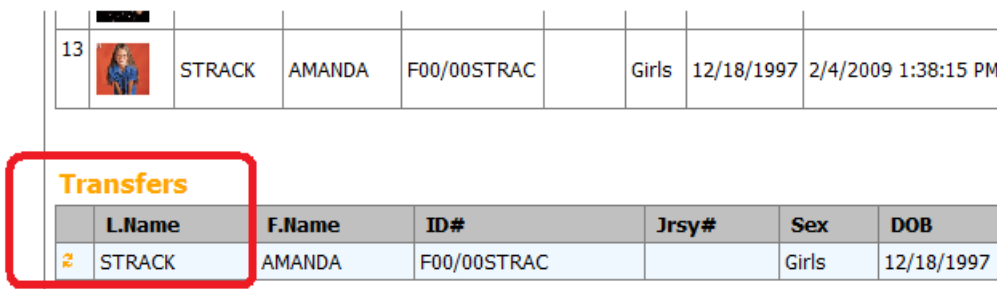 13 STRACK AMANDA F00/00STRAC Girls 12/18/1997 2/4/2009 1:38:15 PM
Transfers
L.Name F.Name ID# Jrsy# Sex DOB
STRACK AMANDA F00/00STRAC Girls 12/18/1997